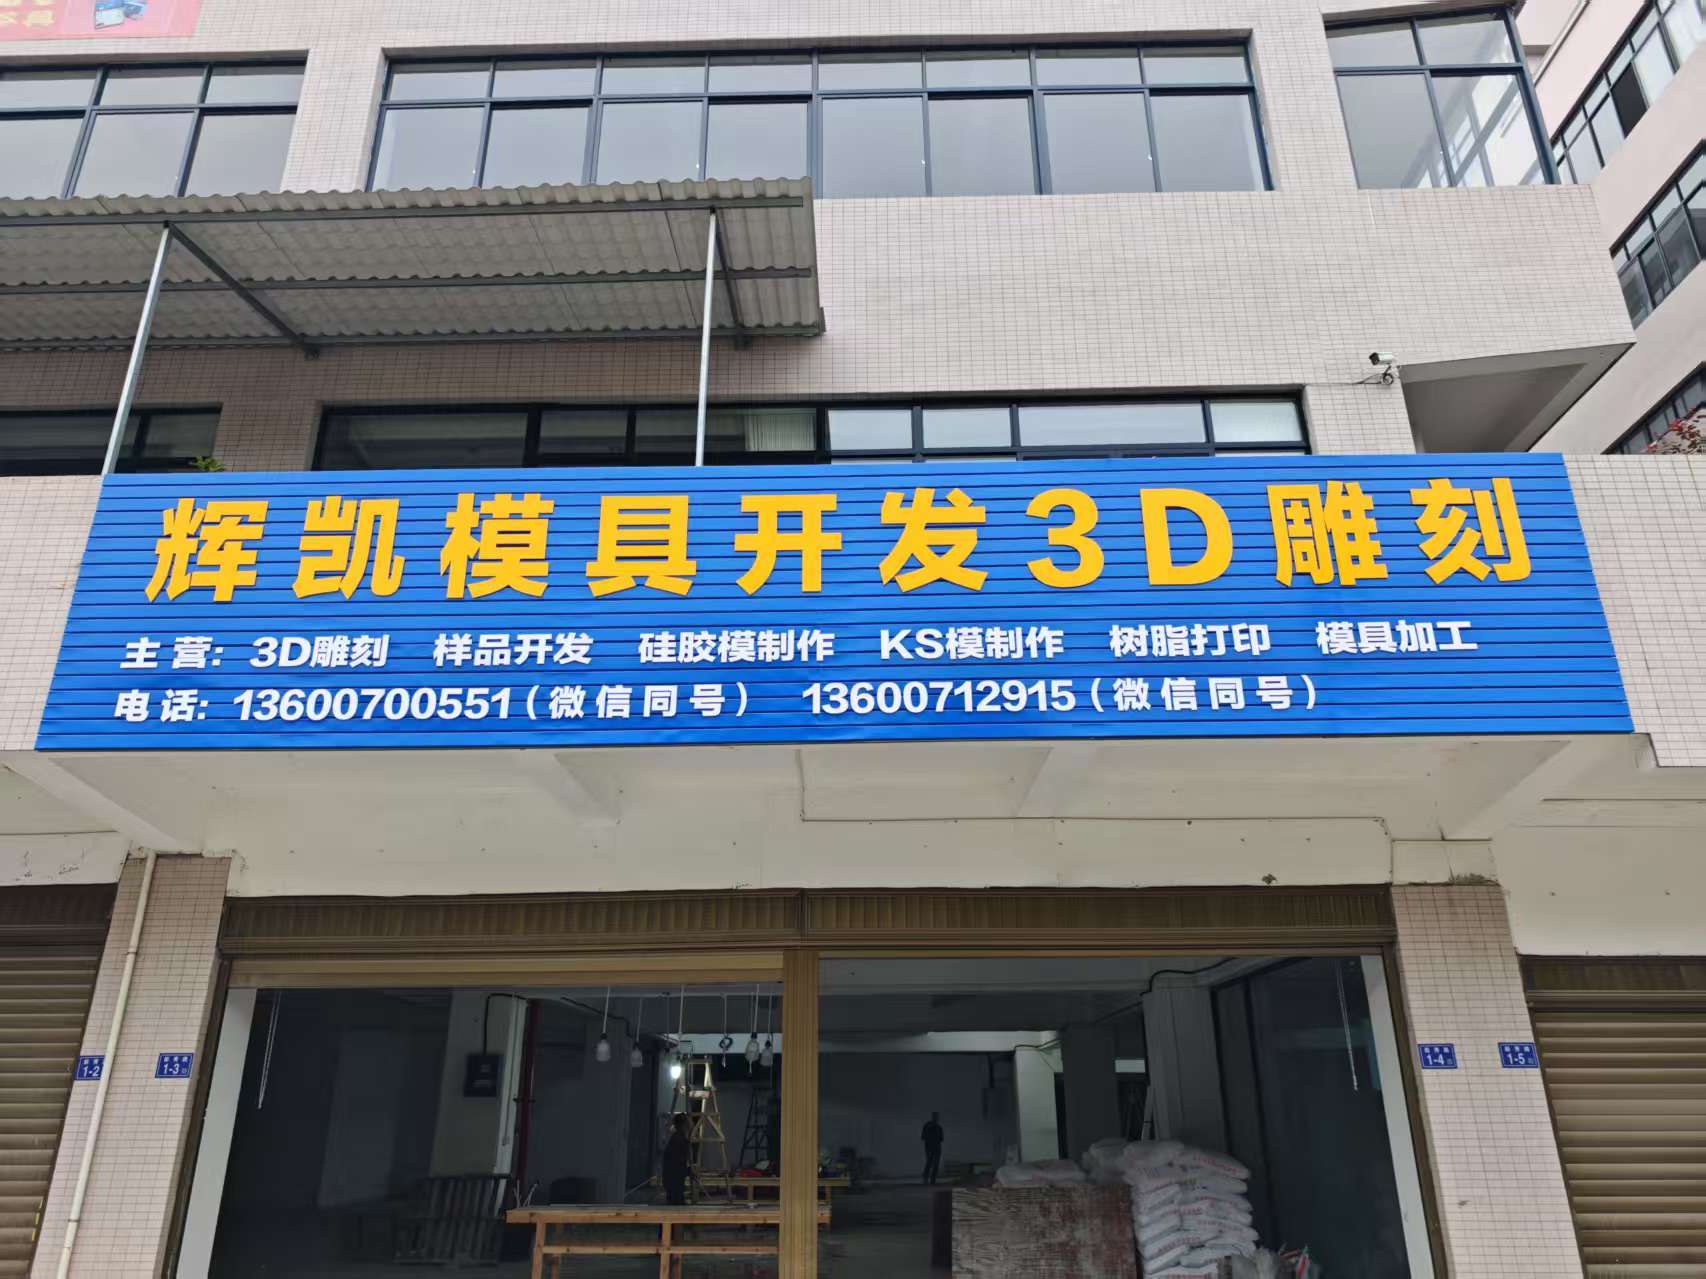 辉凯模具开发3D雕刻
主营: 3D雕刻 样品开发 硅胶模制作 KS模制作 树脂打印 模具加工
电话: 13600700551（微信同号） 13600712915（微信同号）
1-2
1-3
1-4
1-5